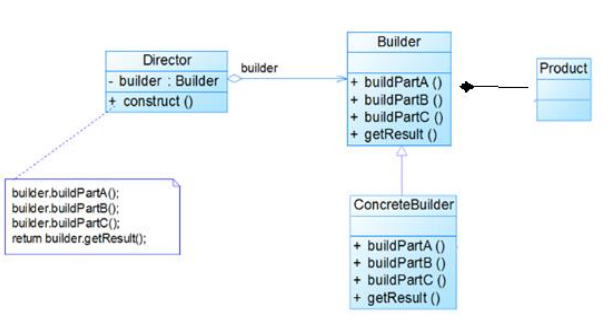 Director
- builder : Builder
+ construct ()
builder
Builder
+ buildPartA ()
+ buildPartB ()
+ buildPartC ()
+ getResult ()
Product
builder.buildPartA();
builder.buildPartB();
builder.buildPartC();
return builder.getResult();
ConcreteBuilder
+ buildPartA ()
+ buildPartB ()
+ buildPartC ()
+ getResult ()